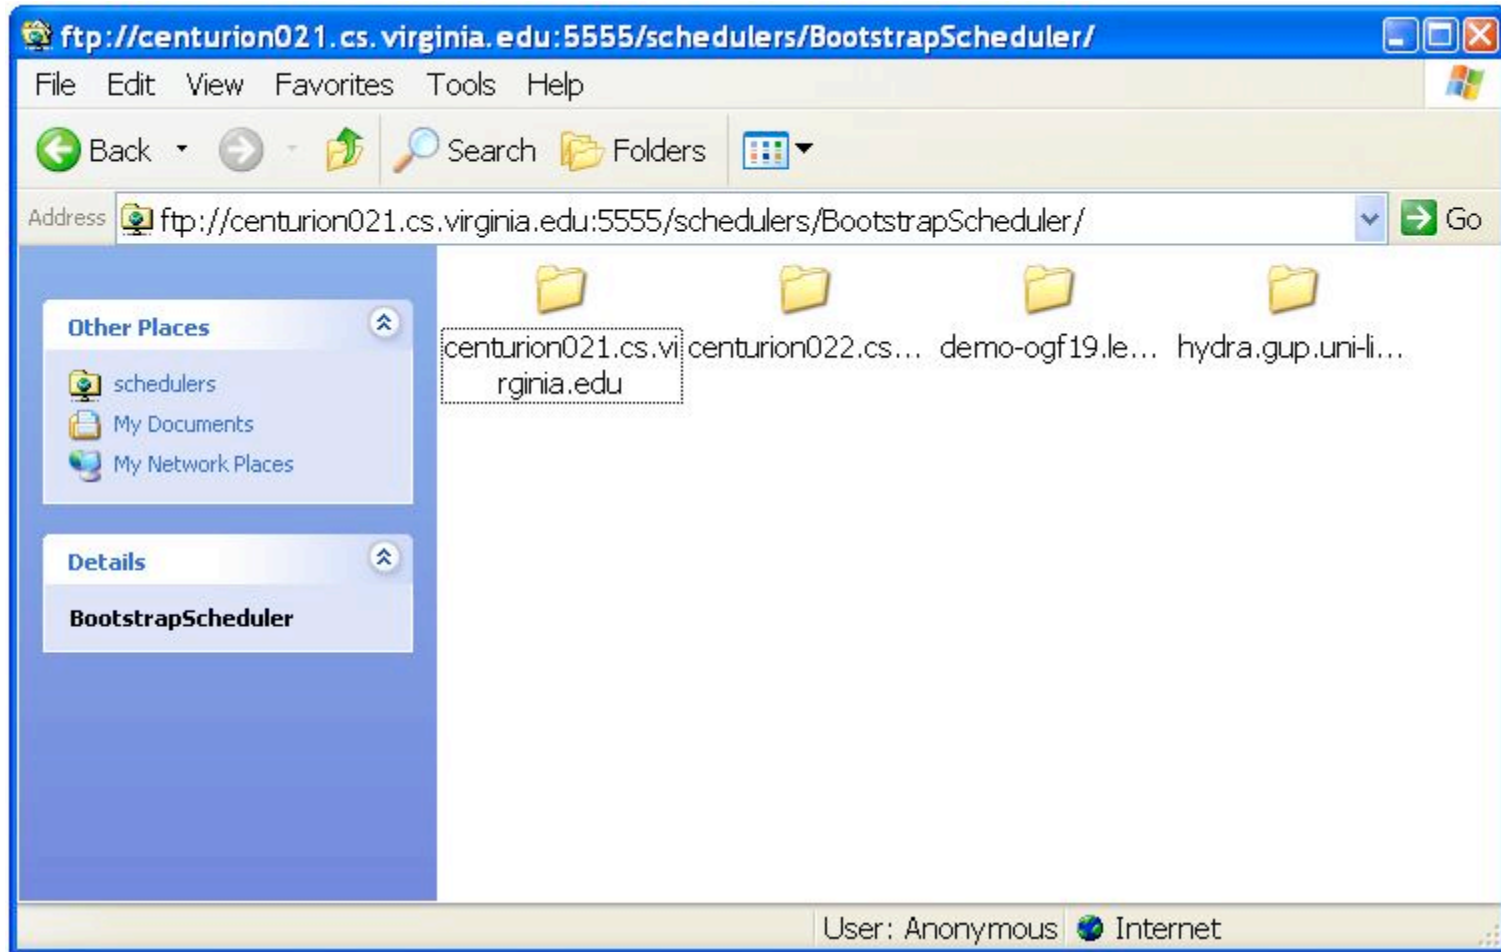 ftp://centurion021.cs.virginia.edu:5555/schedulers/BootstrapScheduler/
File Edit View Favorites Tools Help
Back Search Folders
Address ftp://centurion021.cs.virginia.edu:5555/schedulers/BootstrapScheduler/ Go
Other Places
schedulers
My Documents
My Network Places
Details
BootstrapScheduler
centurion021.cs.vi
rginia.edu
centurion022.cs...
demo-ogf19.le...
hydra.gup.uni-li...
User: Anonymous Internet